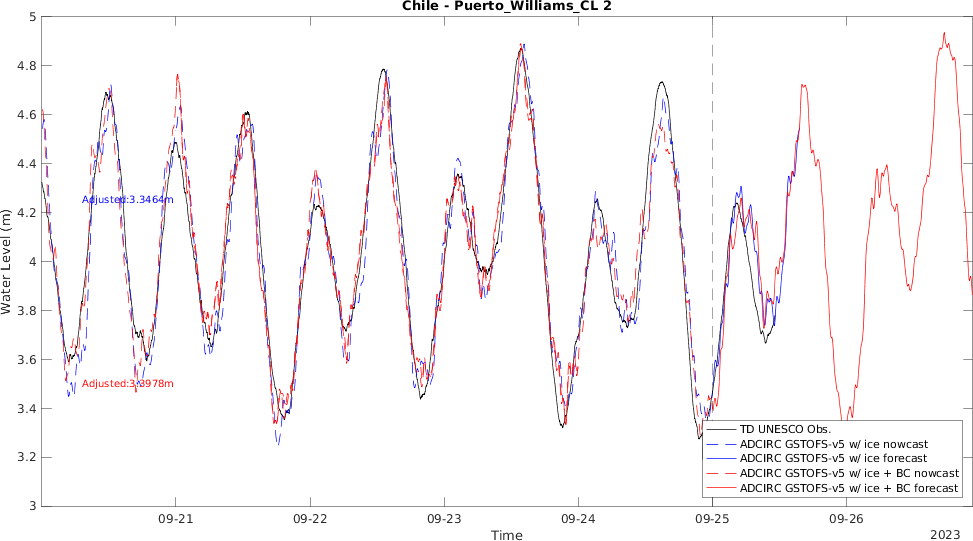 Chile - Puerto_Williams_CL 2
5
4.8
4.6
4.4
4.2
4
3.8
3.6
3.4
3.2
3
Water Level (m)
Adjusted:3.3464m
Adjusted:3.3978m
TD UNESCO Obs.
ADCIRC GSTOFS-v5 w/ ice nowcast
ADCIRC GSTOFS-v5 w/ ice forecast
ADCIRC GSTOFS-v5 w/ ice + BC nowcast
ADCIRC GSTOFS-v5 w/ ice + BC forecast
09-21 09-22 09-23 09-24 09-25 09-26
Time
2023